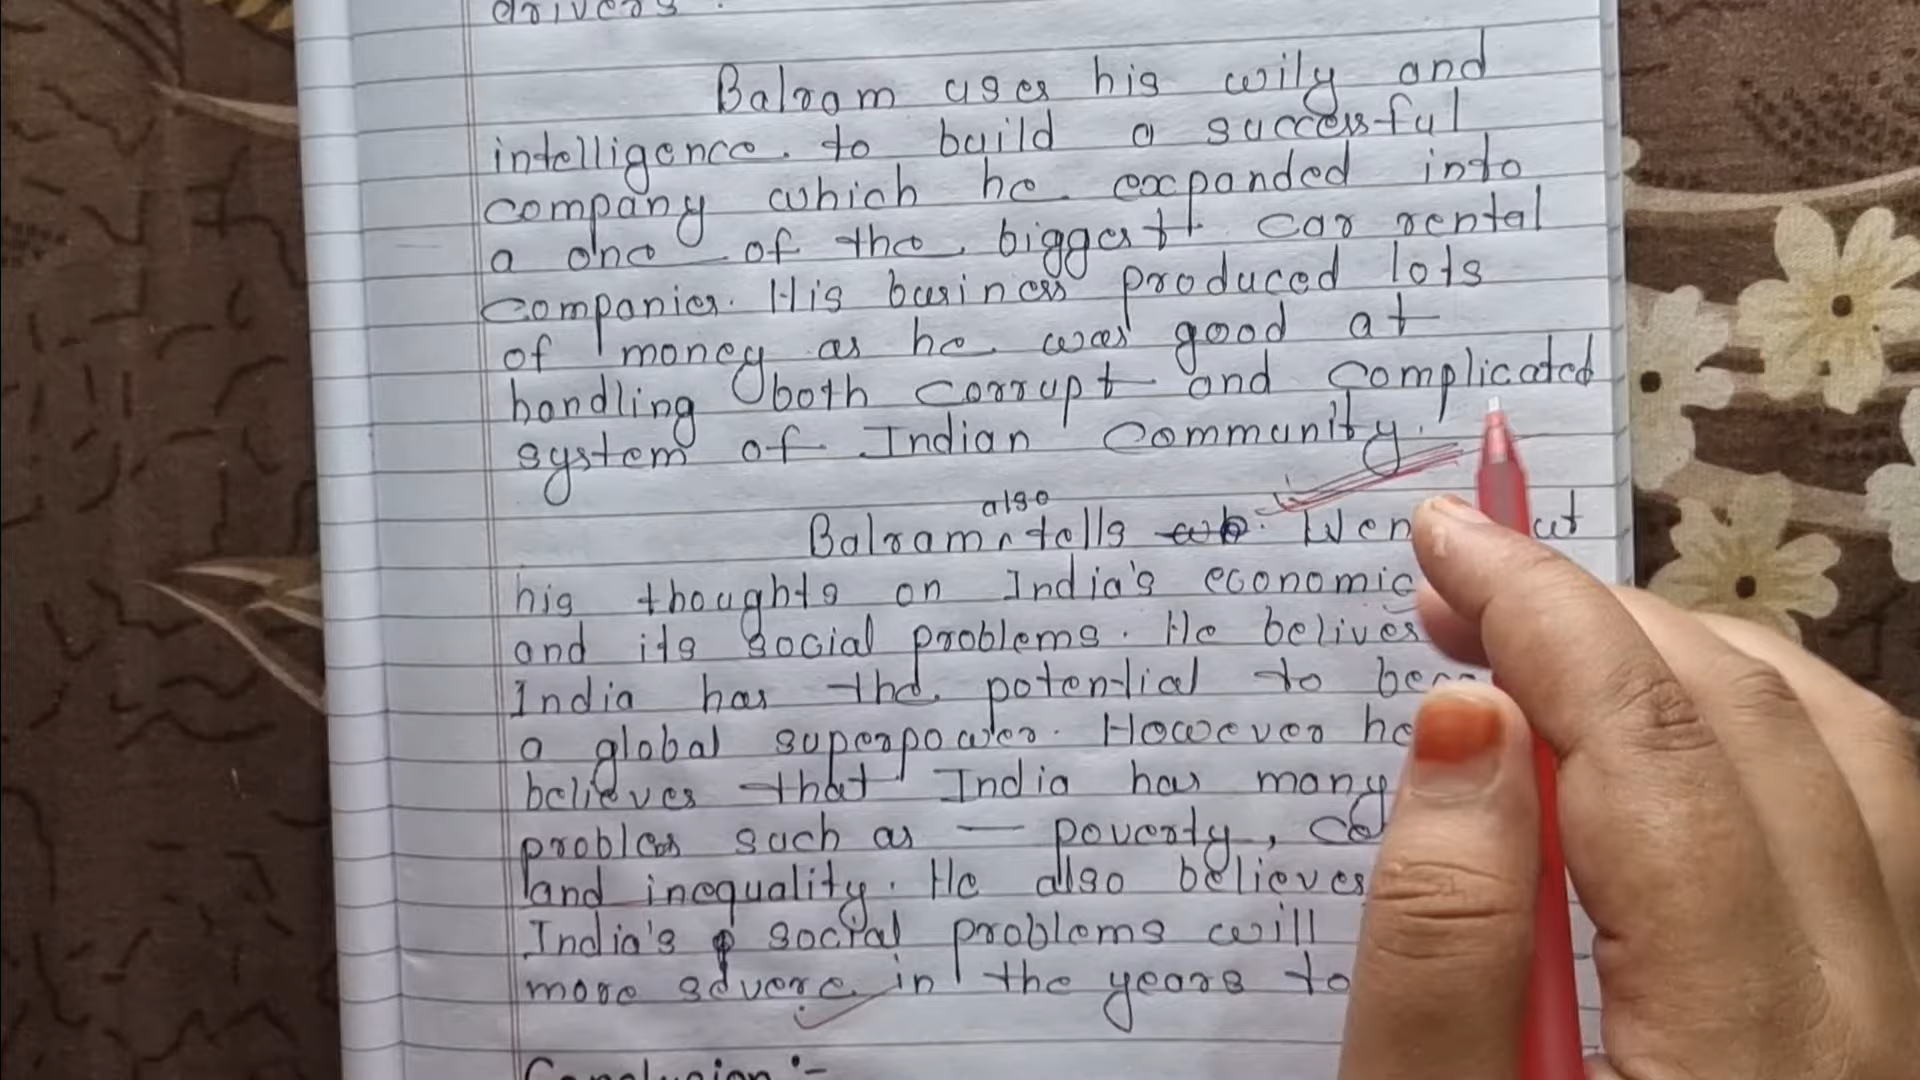 drivers.
Balram uses his wily and
intelligence. to build a successful
company which he expanded into
a one of the biggest car rental
companies. His business produced lots
of money as he was good at
handling both corrupt and complicated
system of Indian Community.
also
Balram tells Wen
his thoughts on India's economic
and its social problems. He belives
India has the potential to
a global superpower. However he
believes that India has many
probles such as — poverty,
and inequality. He also believes
India's social problems will
more adverc in the years to
Conclusion :-